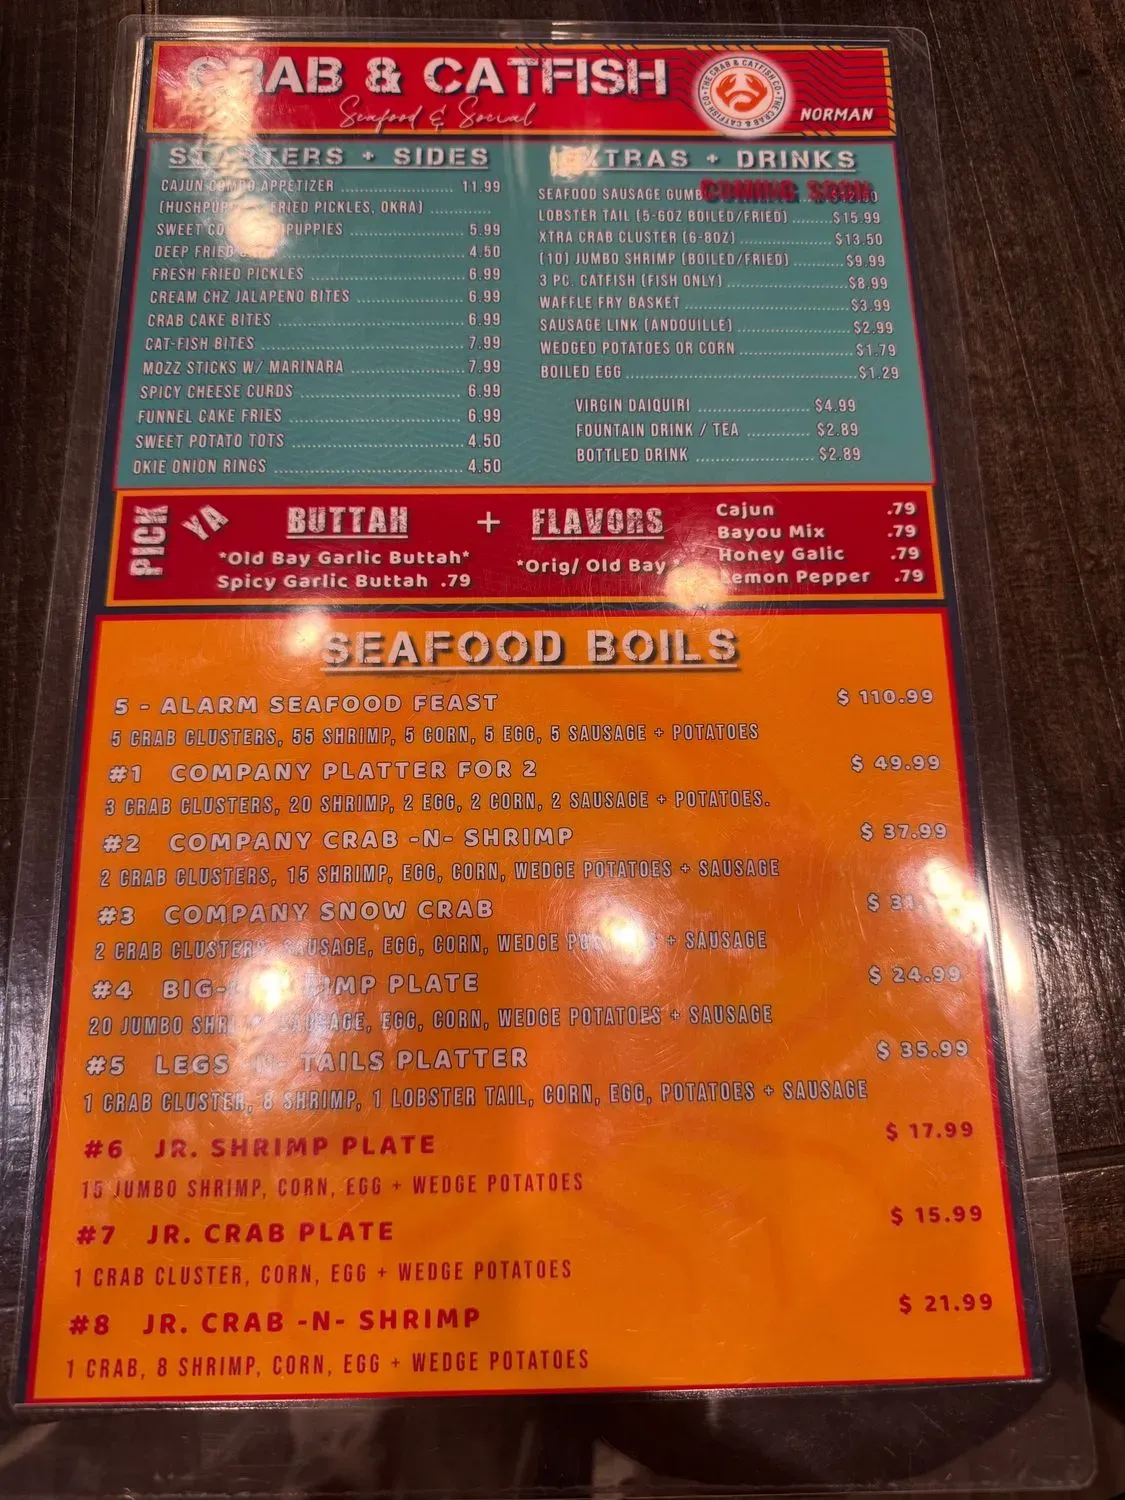 CRAB & CATFISH
Seafood & Social
THE CRAB & CATFISH CO • THE CRAB & CATFISH CO •
NORMAN
STARTERS + SIDES
CAJUN COMBO APPETIZER 11.99
(HUSHPUPPIES, FRIED PICKLES, OKRA)
SWEET CORN HUSHPUPPIES 5.99
DEEP FRIED 4.50
FRESH FRIED PICKLES 6.99
CREAM CHZ JALAPENO BITES 6.99
CRAB CAKE BITES 6.99
CAT-FISH BITES 7.99
MOZZ STICKS W/ MARINARA 7.99
SPICY CHEESE CURDS 6.99
FUNNEL CAKE FRIES 6.99
SWEET POTATO TOTS 4.50
OKIE ONION RINGS 4.50
EXTRAS + DRINKS
SEAFOOD SAUSAGE GUMB COMING SOON
LOBSTER TAIL (5-6OZ BOILED/FRIED) $15.99
XTRA CRAB CLUSTER (6-8OZ) $13.50
(10) JUMBO SHRIMP (BOILED/FRIED) $9.99
3 PC. CATFISH (FISH ONLY) $8.99
WAFFLE FRY BASKET $3.99
SAUSAGE LINK (ANDOUILLE) $2.99
WEDGED POTATOES OR CORN $1.79
BOILED EGG $1.29
VIRGIN DAIQUIRI $4.99
FOUNTAIN DRINK / TEA $2.89
BOTTLED DRINK $2.89
PICK YA BUTTAH + FLAVORS
*Old Bay Garlic Buttah*
Spicy Garlic Buttah .79
*Orig/ Old Bay *
Cajun .79
Bayou Mix .79
Honey Galic .79
Lemon Pepper .79
SEAFOOD BOILS
5 - ALARM SEAFOOD FEAST $ 110.99
5 CRAB CLUSTERS, 55 SHRIMP, 5 CORN, 5 EGG, 5 SAUSAGE + POTATOES
#1 COMPANY PLATTER FOR 2 $ 49.99
3 CRAB CLUSTERS, 20 SHRIMP, 2 EGG, 2 CORN, 2 SAUSAGE + POTATOES.
#2 COMPANY CRAB -N- SHRIMP $ 37.99
2 CRAB CLUSTERS, 15 SHRIMP, EGG, CORN, WEDGE POTATOES + SAUSAGE
#3 COMPANY SNOW CRAB $
2 CRAB CLUSTERS, SAUSAGE, EGG, CORN, WEDGE POTATOES + SAUSAGE
#4 SHRIMP PLATE $ 24.99
20 JUMBO SHRIMP, SAUSAGE, EGG, CORN, WEDGE POTATOES + SAUSAGE
#5 LEGS -N- TAILS PLATTER $ 35.99
1 CRAB CLUSTER, 8 SHRIMP, 1 LOBSTER TAIL, CORN, EGG, POTATOES + SAUSAGE
#6 JR. SHRIMP PLATE $ 17.99
15 JUMBO SHRIMP, CORN, EGG + WEDGE POTATOES
#7 JR. CRAB PLATE $ 15.99
1 CRAB CLUSTER, CORN, EGG + WEDGE POTATOES
#8 JR. CRAB -N- SHRIMP $ 21.99
1 CRAB, 8 SHRIMP, CORN, EGG + WEDGE POTATOES